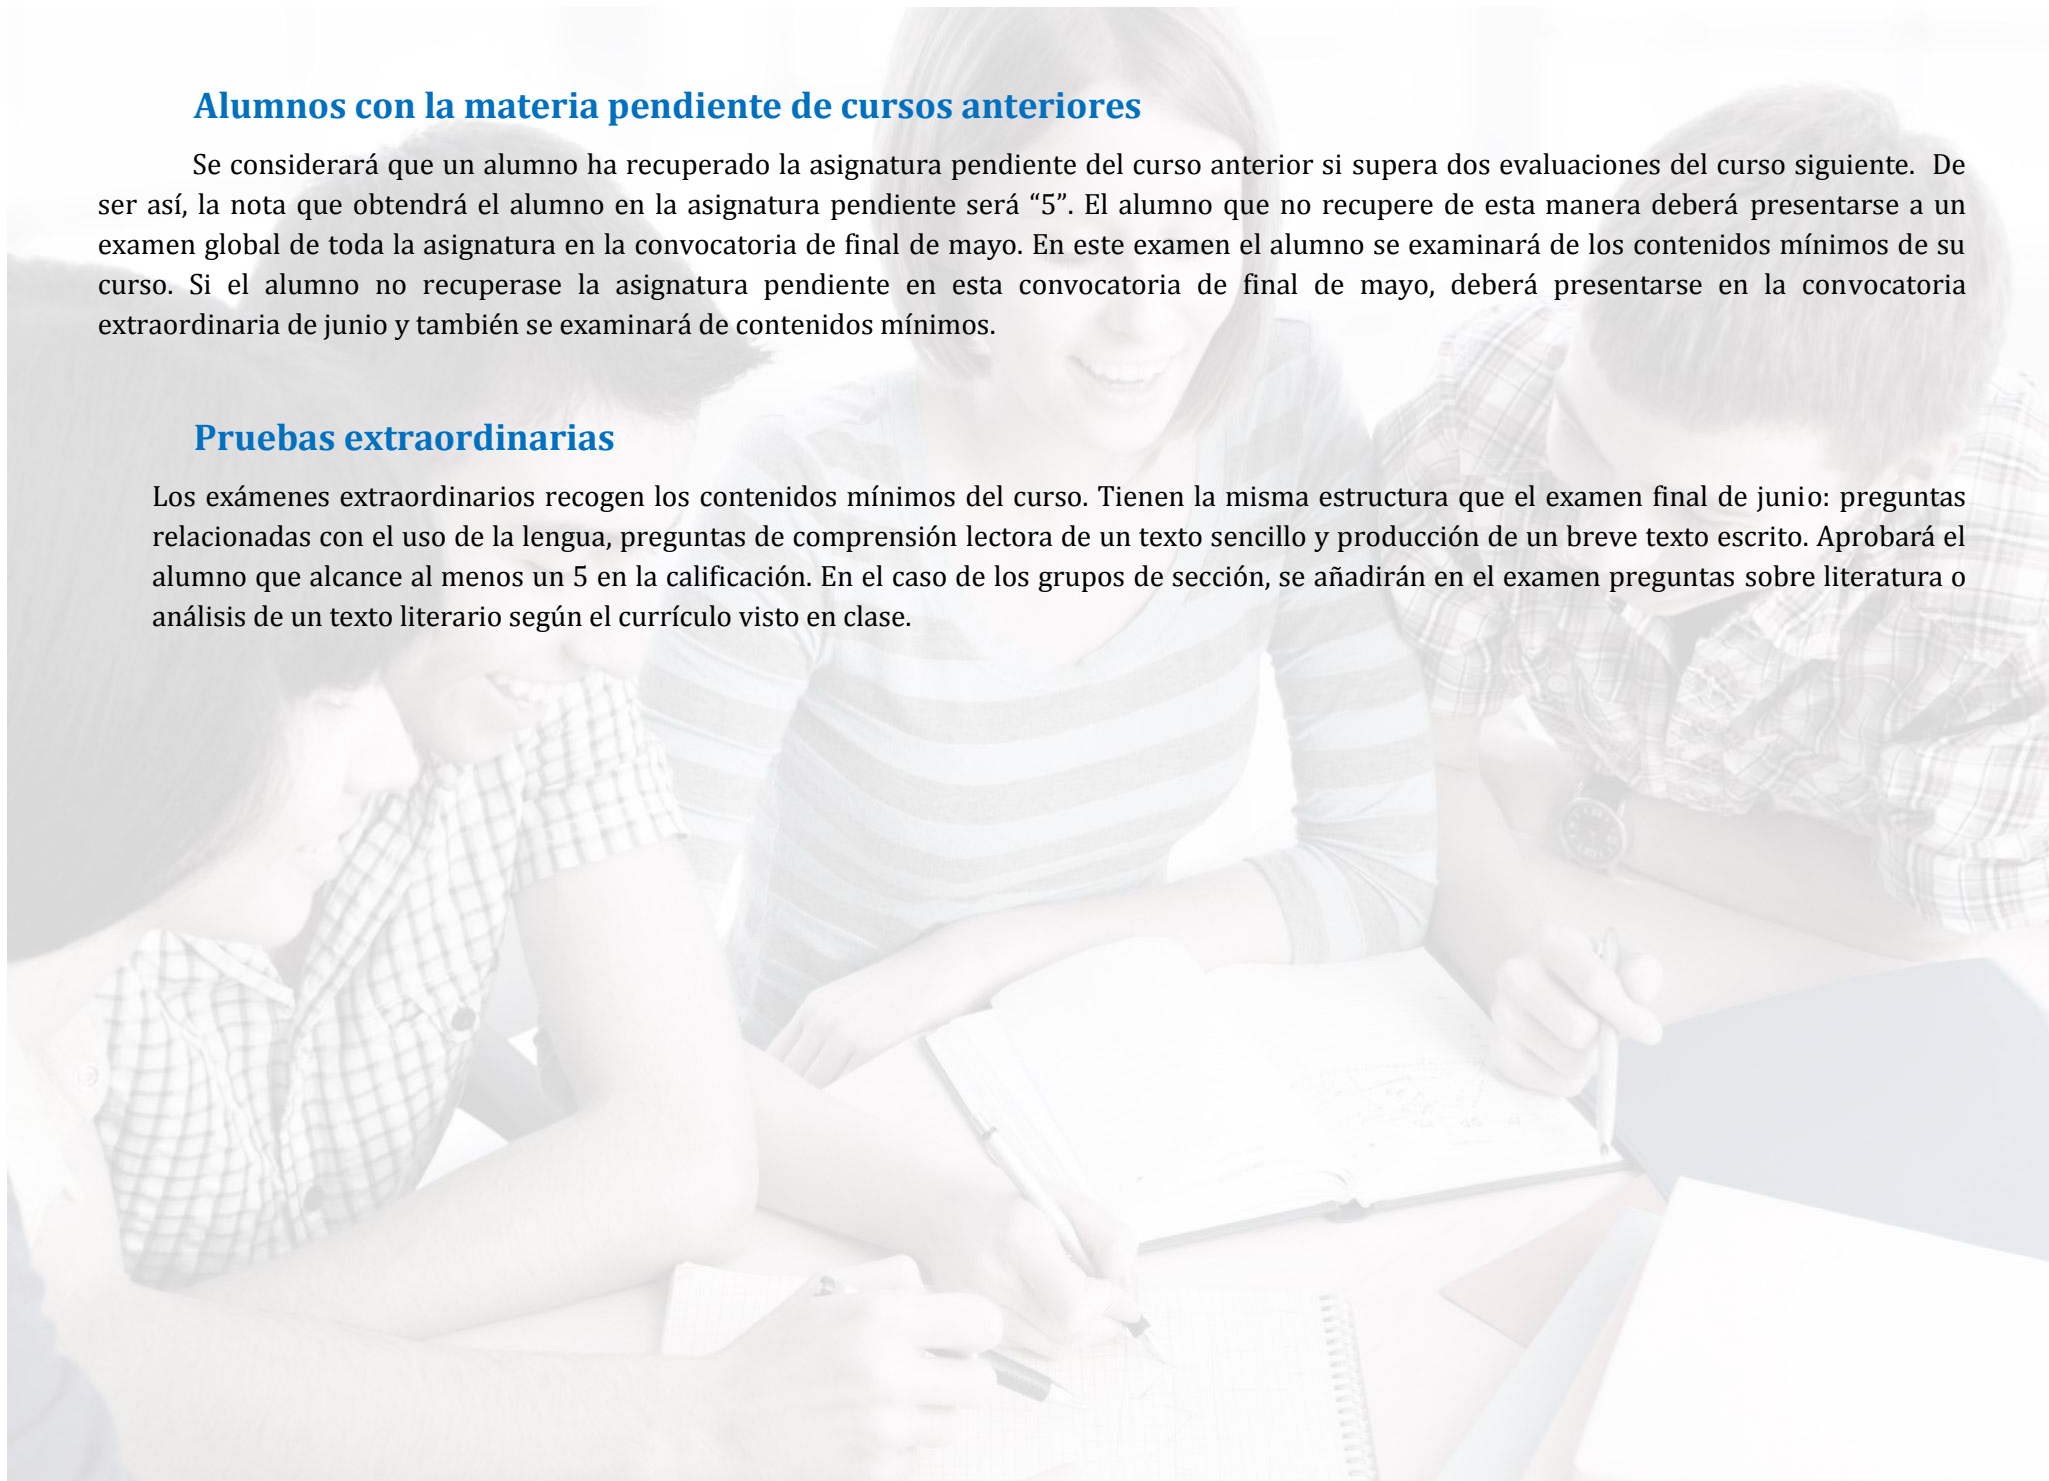 Alumnos con la materia pendiente de cursos anteriores
Se considerará que un alumno ha recuperado la asignatura pendiente del curso anterior si supera dos evaluaciones del curso siguiente.  De
ser así, la nota que obtendrá el alumno en la asignatura pendiente será “5”. El alumno que no recupere de esta manera deberá presentarse a un
examen global de toda la asignatura en la convocatoria de final de mayo. En este examen el alumno se examinará de los contenidos mínimos de su
curso. Si el alumno no recuperase la asignatura pendiente en esta convocatoria de final de mayo, deberá presentarse en la convocatoria
extraordinaria de junio y también se examinará de contenidos mínimos.
Pruebas extraordinarias
Los exámenes extraordinarios recogen los contenidos mínimos del curso. Tienen la misma estructura que el examen final de junio: preguntas
relacionadas con el uso de la lengua, preguntas de comprensión lectora de un texto sencillo y producción de un breve texto escrito. Aprobará el
alumno que alcance al menos un 5 en la calificación. En el caso de los grupos de sección, se añadirán en el examen preguntas sobre literatura o
análisis de un texto literario según el currículo visto en clase.